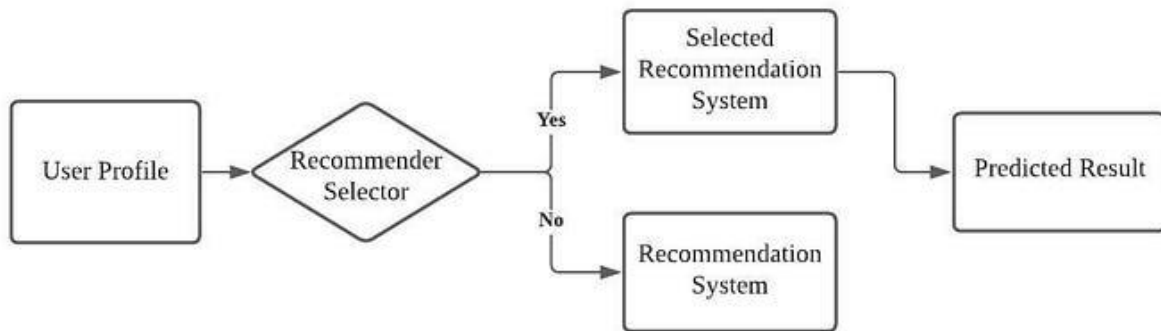 User Profile
Recommender
Selector
Yes
No
Selected
Recommendation
System
Recommendation
System
Predicted Result